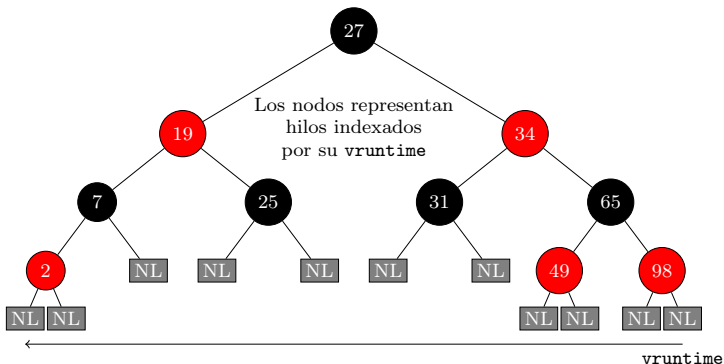 27
Los nodos representan
hilos indexados
por su vruntime
19
34
7
25
31
65
2
NL
NL
NL
NL
NL
49
98
NL
NL
NL
NL
NL
NL
vruntime